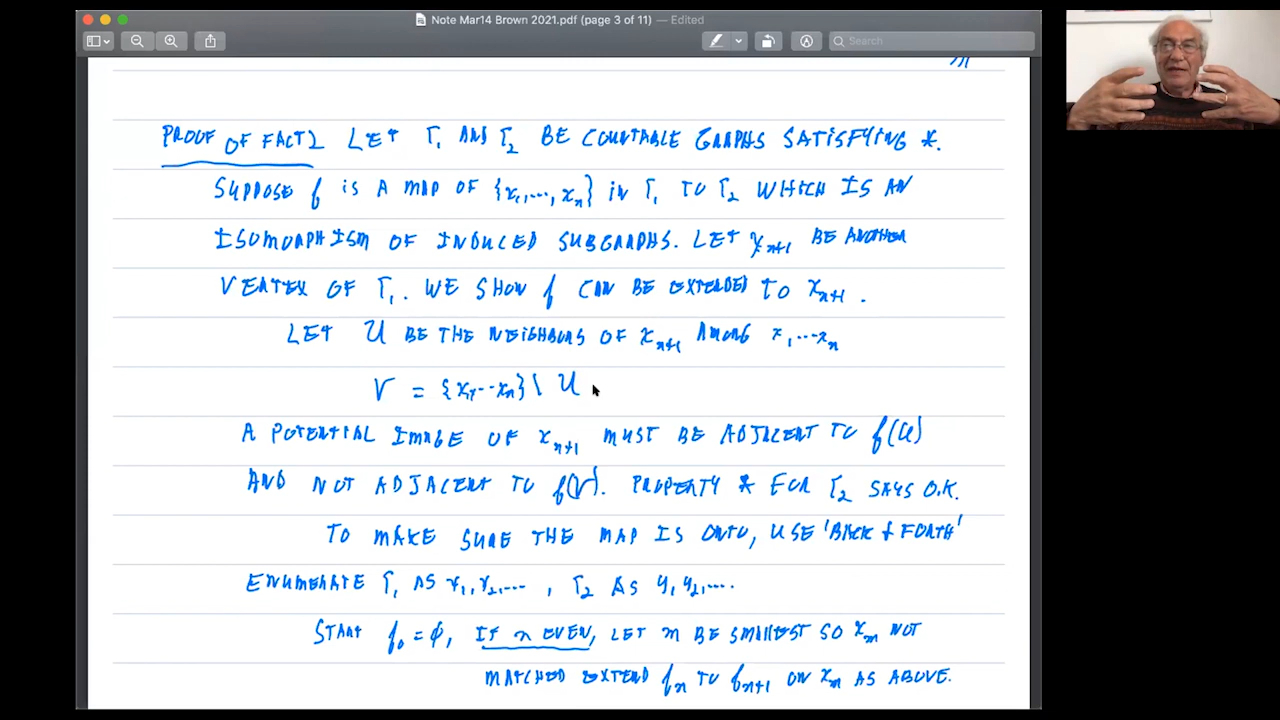 Note Mar14 Brown 2021.pdf (page 3 of 11) — Edited
Search
PROOF OF FACT 2 LET Γ₁ AND Γ₂ BE COUNTABLE GRAPHS SATISFYING *.
SUPPOSE f IS A MAP OF {x₁,...,xₙ} IN Γ₁ TO Γ₂ WHICH IS AN
ISOMORPHISM OF INDUCED SUBGRAPHS. LET xₙ₊₁ BE ANOTHER
VERTEX OF Γ₁. WE SHOW f CAN BE EXTENDED TO xₙ₊₁.
LET U BE THE NEIGHBORS OF xₙ₊₁ AMONG x₁...xₙ
V = {x₁...xₙ} \ U
A POTENTIAL IMAGE OF xₙ₊₁ MUST BE ADJACENT TO f(U)
AND NOT ADJACENT TO f(V). PROPERTY * FOR Γ₂ SAYS O.K.
TO MAKE SURE THE MAP IS ONTO, USE 'BACK & FORTH'
ENUMERATE Γ₁ AS x₁, x₂,..., Γ₂ AS y₁, y₂,....
START f₀ = ϕ, IF n EVEN, LET m BE SMALLEST SO xₘ NOT
MATCHED EXTEND fₙ TO fₙ₊₁ ON xₘ AS ABOVE.